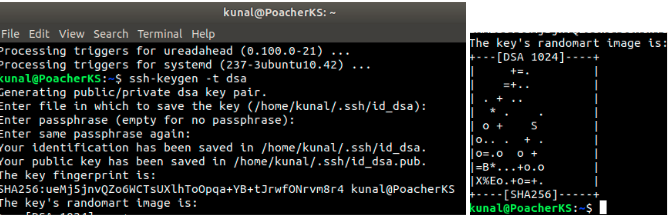 kunal@PoacherKS: ~
File Edit View Search Terminal Help
Processing triggers for ureadahead (0.100.0-21) ...
Processing triggers for systemd (237-3ubuntu10.42) ...
kunal@PoacherKS:~$ ssh-keygen -t dsa
Generating public/private dsa key pair.
Enter file in which to save the key (/home/kunal/.ssh/id_dsa):
Enter passphrase (empty for no passphrase):
Enter same passphrase again:
Your identification has been saved in /home/kunal/.ssh/id_dsa.
Your public key has been saved in /home/kunal/.ssh/id_dsa.pub.
The key fingerprint is:
SHA256:ueMj5jnvQZo6WCTsUXlhToOpqa+YB+tJrwfONrvm8r4 kunal@PoacherKS
The key's randomart image is:
The key's randomart image is:
+---[DSA 1024]----+
|     +=.         |
|    =+..         |
| . + ..          |
|  * .    .       |
| o +    S        |
|o.. .  + .       |
|o=.o  o +        |
|=B*...+o.o       |
|X%Eo.+o=+.       |
+----[SHA256]-----+
kunal@PoacherKS:~$